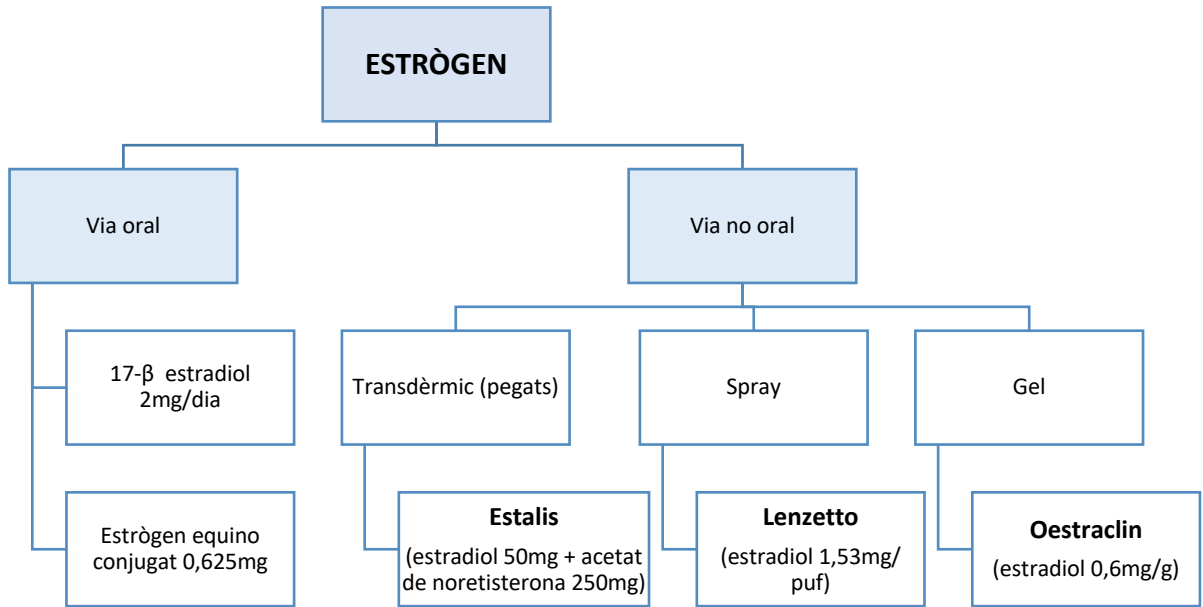 ESTRÒGEN
Via oral
Via no oral
17-β estradiol
2mg/dia
Estrògen equino
conjugat 0,625mg
Transdèrmic (pegats)
Spray
Gel
Estalis
(estradiol 50mg + acetat
de noretisterona 250mg)
Lenzetto
(estradiol 1,53mg/
puf)
Oestraclin
(estradiol 0,6mg/g)